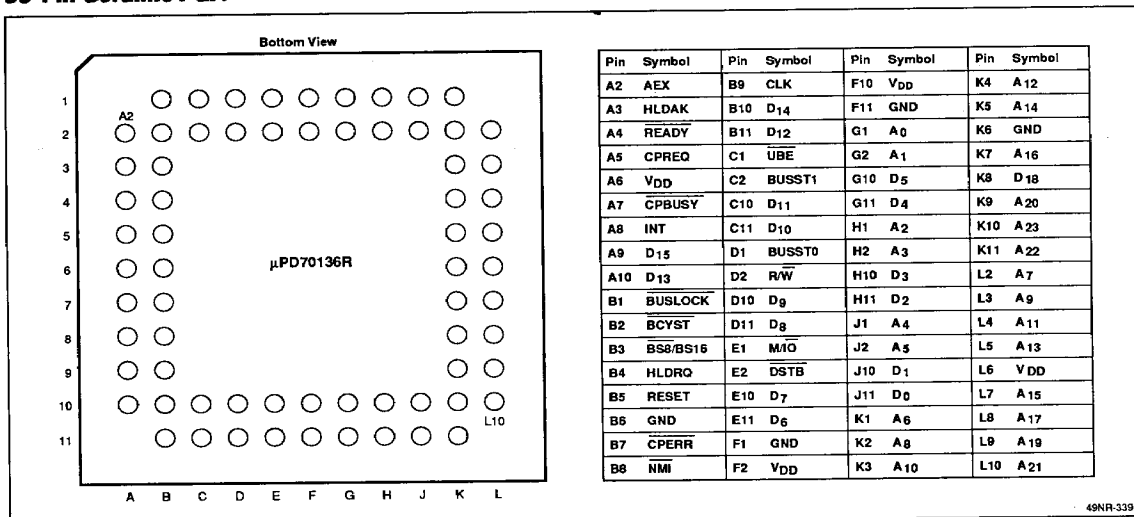 Bottom View
A2
1
2
3
4
5
6
7
8
9
10
11
μPD70136R
L10
A B C D E F G H J K L
Pin Symbol Pin Symbol Pin Symbol Pin Symbol
A2 AEX B9 CLK F10 VDD K4 A12
A3 HLDAK B10 D14 F11 GND K5 A14
A4 READY B11 D12 G1 A0 K6 GND
A5 CPREQ C1 UBE G2 A1 K7 A16
A6 VDD C2 BUSST1 G10 D5 K8 D18
A7 CPBUSY C10 D11 G11 D4 K9 A20
A8 INT C11 D10 H1 A2 K10 A23
A9 D15 D1 BUSST0 H2 A3 K11 A22
A10 D13 D2 R/W H10 D3 L2 A7
B1 BUSLOCK D10 D9 H11 D2 L3 A9
B2 BCYST D11 D8 J1 A4 L4 A11
B3 BS8/BS16 E1 M/IO J2 A5 L5 A13
B4 HLDRQ E2 DSTB J10 D1 L6 VDD
B5 RESET E10 D7 J11 D0 L7 A15
B6 GND E11 D6 K1 A6 L8 A17
B7 CPERR F1 GND K2 A8 L9 A19
B8 NMI F2 VDD K3 A10 L10 A21
49NR-339